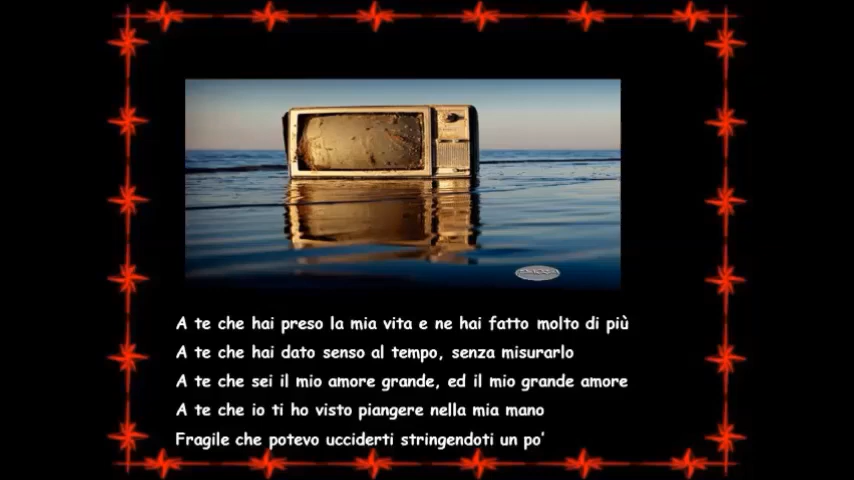 A te che hai preso la mia vita e ne hai fatto molto di più
A te che hai dato senso al tempo, senza misurarlo
A te che sei il mio amore grande, ed il mio grande amore
A te che io ti ho visto piangere nella mia mano
Fragile che potevo ucciderti stringendoti un po'